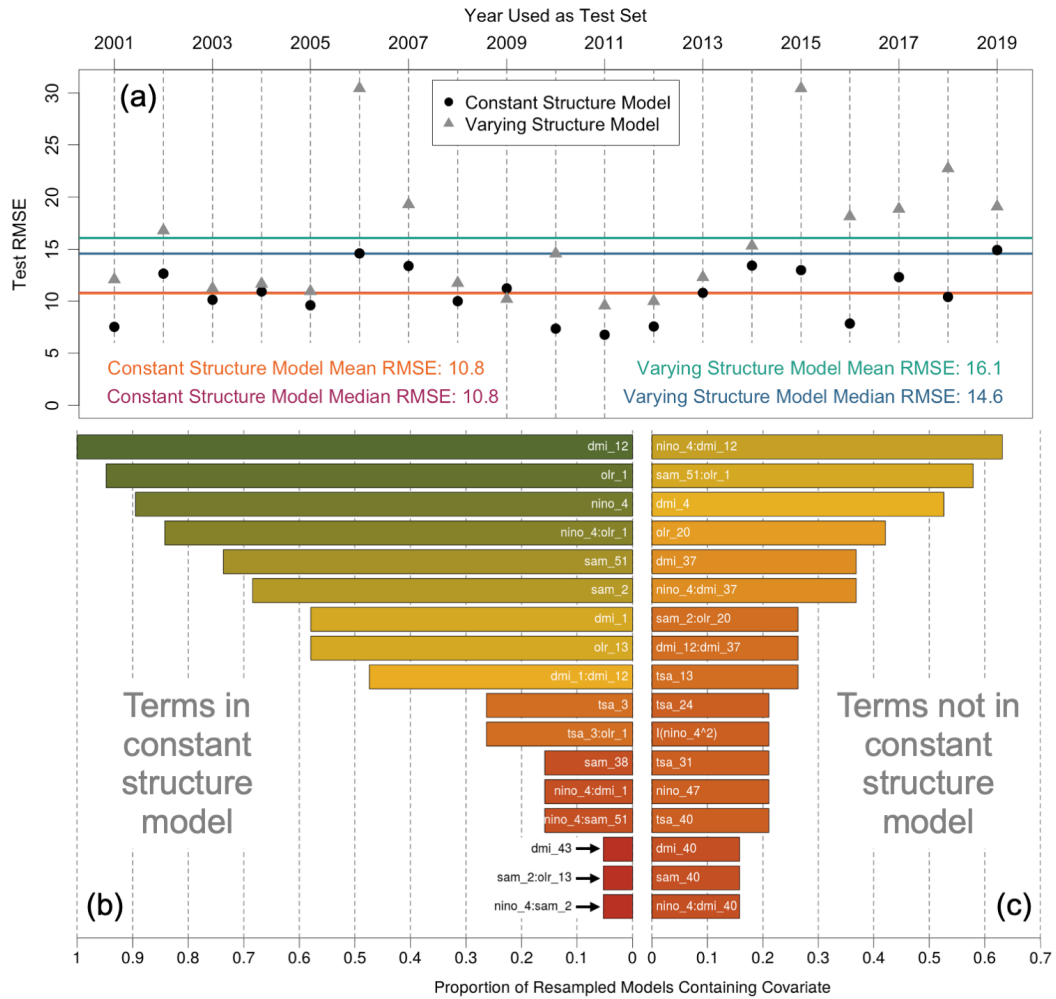 Year Used as Test Set
2001 2003 2005 2007 2009 2011 2013 2015 2017 2019
(a)
Constant Structure Model
Varying Structure Model
Test RMSE
30
25
20
15
10
5
0
Constant Structure Model Mean RMSE: 10.8
Varying Structure Model Mean RMSE: 16.1
Constant Structure Model Median RMSE: 10.8
Varying Structure Model Median RMSE: 14.6
dmi_12
olr_1
nino_4
nino_4:olr_1
sam_51
sam_2
dmi_1
olr_13
dmi_1:dmi_12
tsa_3
tsa_3:olr_1
sam_38
nino_4:dmi_1
nino_4:sam_51
dmi_43
sam_2:olr_13
nino_4:sam_2
Terms in
constant
structure
model
(b)
nino_4:dmi_12
sam_51:olr_1
dmi_4
olr_20
dmi_37
nino_4:dmi_37
sam_2:olr_20
dmi_12:dmi_37
tsa_13
tsa_24
I(nino_4^2)
tsa_31
nino_47
tsa_40
dmi_40
sam_40
nino_4:dmi_40
Terms not in
constant
structure
model
(c)
1 0.9 0.8 0.7 0.6 0.5 0.4 0.3 0.2 0.1 0
0 0.1 0.2 0.3 0.4 0.5 0.6 0.7
Proportion of Resampled Models Containing Covariate